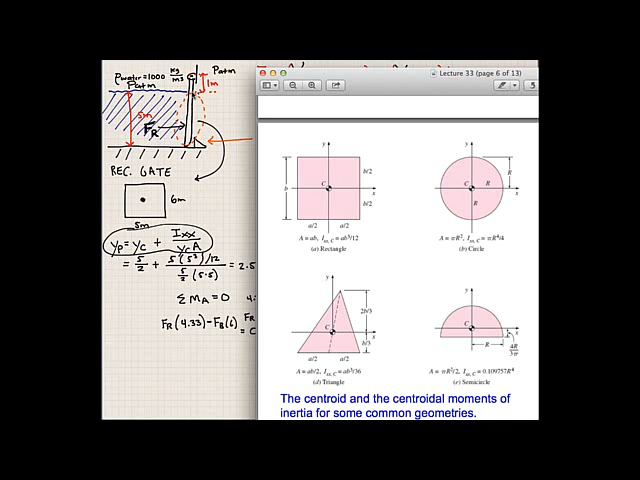 ρwater=1000 kg/m3
Patm
Patm
1m
5m
FR
REC. GATE
6m
5m
yP = yC + Ixx/yCA
= 5/2 + 5(5³)/12 / 5/2(5·5) = 2.5
ΣMA=0 4.
FR(4.33)-FB(6)
= 0
Lecture 33 (page 6 of 13)
y
C
x
b
b/2
b/2
a/2 a/2
A = ab, Ixx, C = ab³/12
(a) Rectangle
y
C
x
R
R
R
A = πR², Ixx, C = πR⁴/4
(b) Circle
y
C
x
2b/3
b/3
a/2 a/2
A = ab/2, Ixx, C = ab³/36
(d) Triangle
y
C
x
R
4R/3π
A = πR²/2, Ixx, C = 0.109757R⁴
(e) Semicircle
The centroid and the centroidal moments of
inertia for some common geometries.